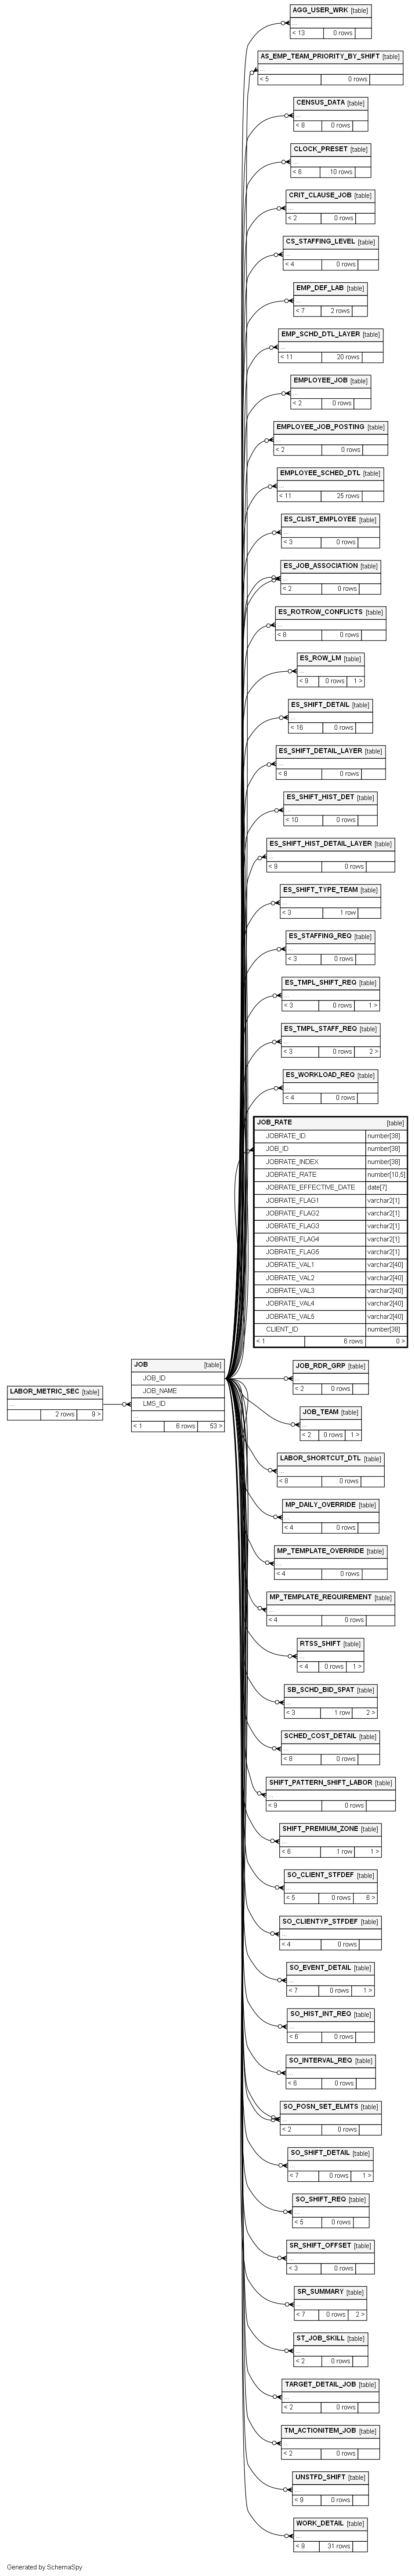 AGG_USER_WRK [table]
...
< 13 0 rows
AS_EMP_TEAM_PRIORITY_BY_SHIFT [table]
...
< 5 0 rows
CENSUS_DATA [table]
...
< 8 0 rows
CLOCK_PRESET [table]
...
< 6 10 rows
CRIT_CLAUSE_JOB [table]
...
< 2 0 rows
CS_STAFFING_LEVEL [table]
...
< 4 0 rows
EMP_DEF_LAB [table]
...
< 7 2 rows
EMP_SCHD_DTL_LAYER [table]
...
< 11 20 rows
EMPLOYEE_JOB [table]
...
< 2 0 rows
EMPLOYEE_JOB_POSTING [table]
...
< 2 0 rows
EMPLOYEE_SCHED_DTL [table]
...
< 11 25 rows
ES_CLIST_EMPLOYEE [table]
...
< 3 0 rows
ES_JOB_ASSOCIATION [table]
...
< 2 0 rows
ES_ROTROW_CONFLICTS [table]
...
< 8 0 rows
ES_ROW_LM [table]
...
< 9 0 rows 1 >
ES_SHIFT_DETAIL [table]
...
< 16 0 rows
ES_SHIFT_DETAIL_LAYER [table]
...
< 8 0 rows
ES_SHIFT_HIST_DET [table]
...
< 10 0 rows
ES_SHIFT_HIST_DETAIL_LAYER [table]
...
< 8 0 rows
ES_SHIFT_TYPE_TEAM [table]
...
< 3 1 row
ES_STAFFING_REQ [table]
...
< 3 0 rows
ES_TMPL_SHIFT_REQ [table]
...
< 3 0 rows 1 >
ES_TMPL_STAFF_REQ [table]
...
< 3 0 rows 2 >
ES_WORKLOAD_REQ [table]
...
< 4 0 rows
JOB_RATE [table]
JOBRATE_ID number[38]
JOB_ID number[38]
JOBRATE_INDEX number[38]
JOBRATE_RATE number[10,5]
JOBRATE_EFFECTIVE_DATE date[7]
JOBRATE_FLAG1 varchar2[1]
JOBRATE_FLAG2 varchar2[1]
JOBRATE_FLAG3 varchar2[1]
JOBRATE_FLAG4 varchar2[1]
JOBRATE_FLAG5 varchar2[1]
JOBRATE_VAL1 varchar2[40]
JOBRATE_VAL2 varchar2[40]
JOBRATE_VAL3 varchar2[40]
JOBRATE_VAL4 varchar2[40]
JOBRATE_VAL5 varchar2[40]
CLIENT_ID number[38]
< 1 6 rows 0 >
LABOR_METRIC_SEC [table]
...
2 rows 9 >
JOB [table]
JOB_ID
JOB_NAME
LMS_ID
...
< 1 6 rows 53 >
JOB_RDR_GRP [table]
...
< 2 0 rows
JOB_TEAM [table]
...
< 2 0 rows 1 >
LABOR_SHORTCUT_DTL [table]
...
< 8 0 rows
MP_DAILY_OVERRIDE [table]
...
< 4 0 rows
MP_TEMPLATE_OVERRIDE [table]
...
< 4 0 rows
MP_TEMPLATE_REQUIREMENT [table]
...
< 4 0 rows
RTSS_SHIFT [table]
...
< 4 0 rows 1 >
SB_SCHD_BID_SPAT [table]
...
< 3 1 row 2 >
SCHED_COST_DETAIL [table]
...
< 8 0 rows
SHIFT_PATTERN_SHIFT_LABOR [table]
...
< 9 0 rows
SHIFT_PREMIUM_ZONE [table]
...
< 6 1 row 1 >
SO_CLIENT_STFDEF [table]
...
< 5 0 rows 6 >
SO_CLIENTYP_STFDEF [table]
...
< 4 0 rows
SO_EVENT_DETAIL [table]
...
< 7 0 rows 1 >
SO_HIST_INT_REQ [table]
...
< 6 0 rows
SO_INTERVAL_REQ [table]
...
< 6 0 rows
SO_POSN_SET_ELMTS [table]
...
< 2 0 rows
SO_SHIFT_DETAIL [table]
...
< 7 0 rows 1 >
SO_SHIFT_REQ [table]
...
< 5 0 rows
SR_SHIFT_OFFSET [table]
...
< 3 0 rows
SR_SUMMARY [table]
...
< 7 0 rows 2 >
ST_JOB_SKILL [table]
...
< 2 0 rows
TARGET_DETAIL_JOB [table]
...
< 2 0 rows
TM_ACTIONITEM_JOB [table]
...
< 2 0 rows
UNSTFD_SHIFT [table]
...
< 9 0 rows
WORK_DETAIL [table]
...
< 9 31 rows
Generated by SchemaSpy